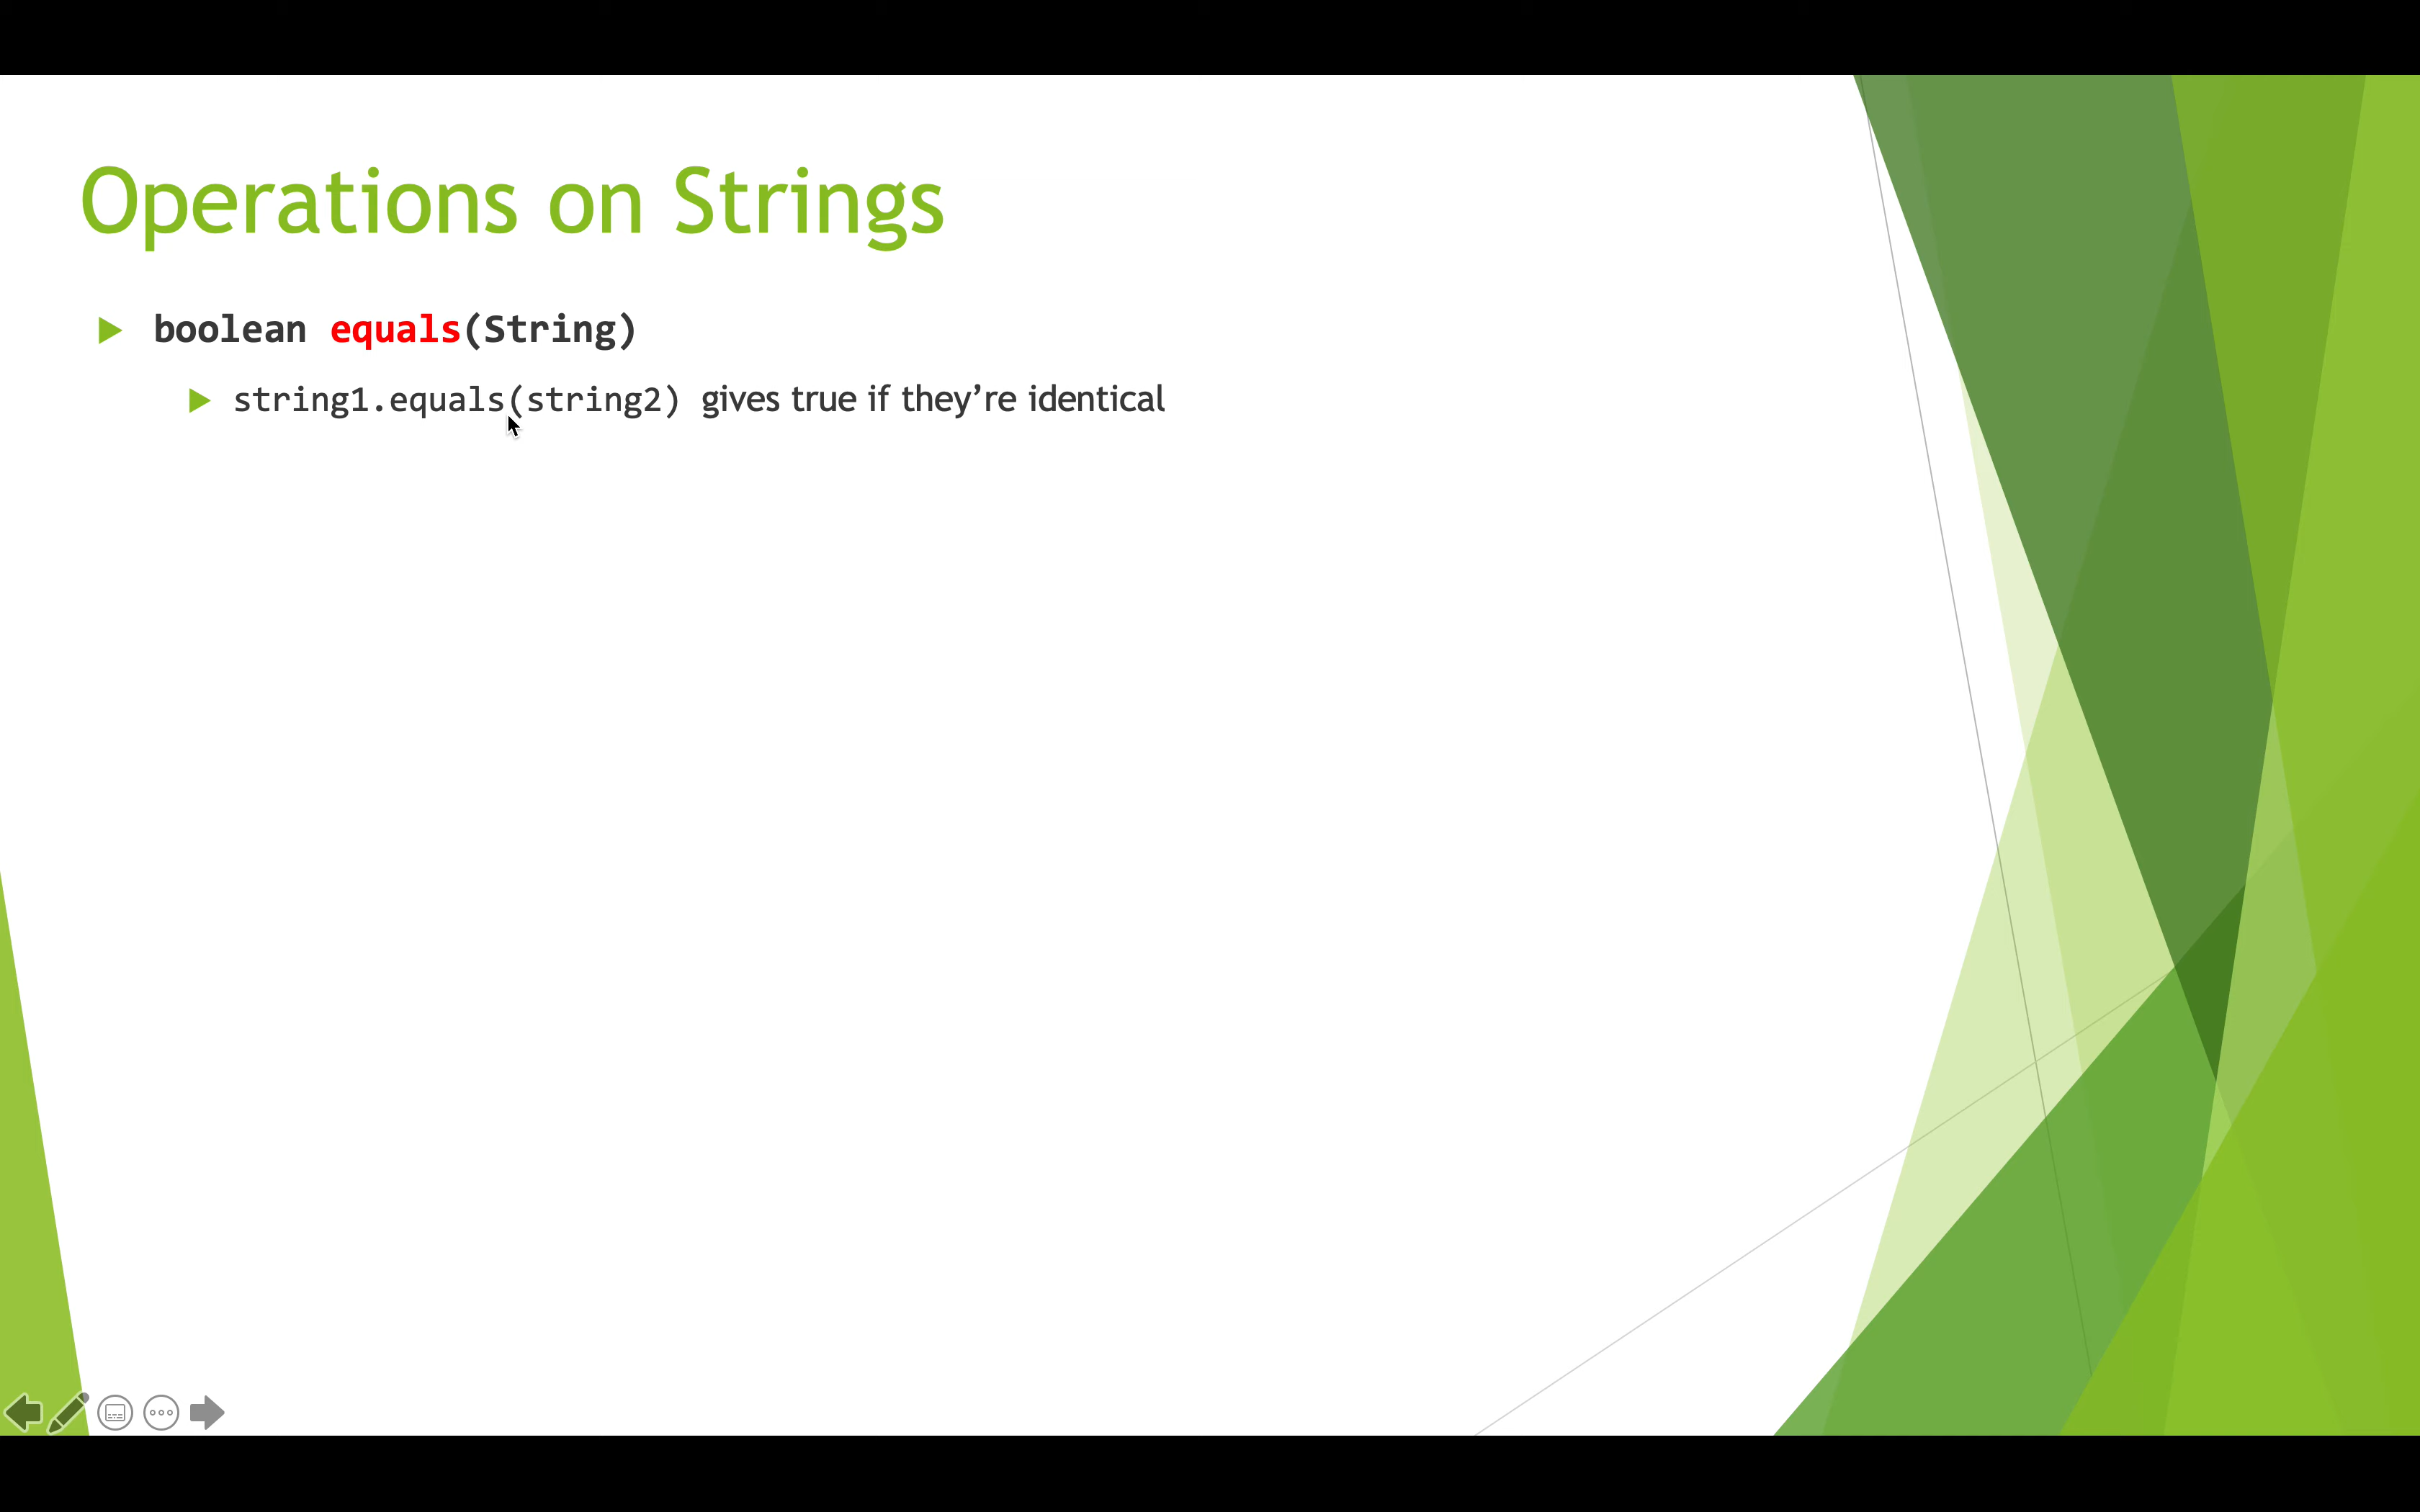 Operations on Strings
boolean equals(String)
string1.equals(string2) gives true if they’re identical